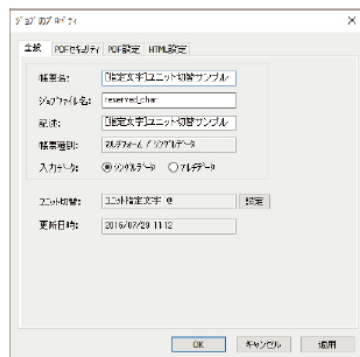 ジョブのプロパティ
全般 PDFセキュリティ PDF設定 HTML設定
帳票名: [指定文字]ユニット切替サンプル
ジョブファイル名: reserved_char
記述: [指定文字]ユニット切替サンプル
帳票種別: マルチフォーム / シングルデータ
入力データ: シングルデータ マルチデータ
ユニット切替: ユニット指定文字 @ 設定
更新日時: 2016/07/29 11:12
OK キャンセル 適用